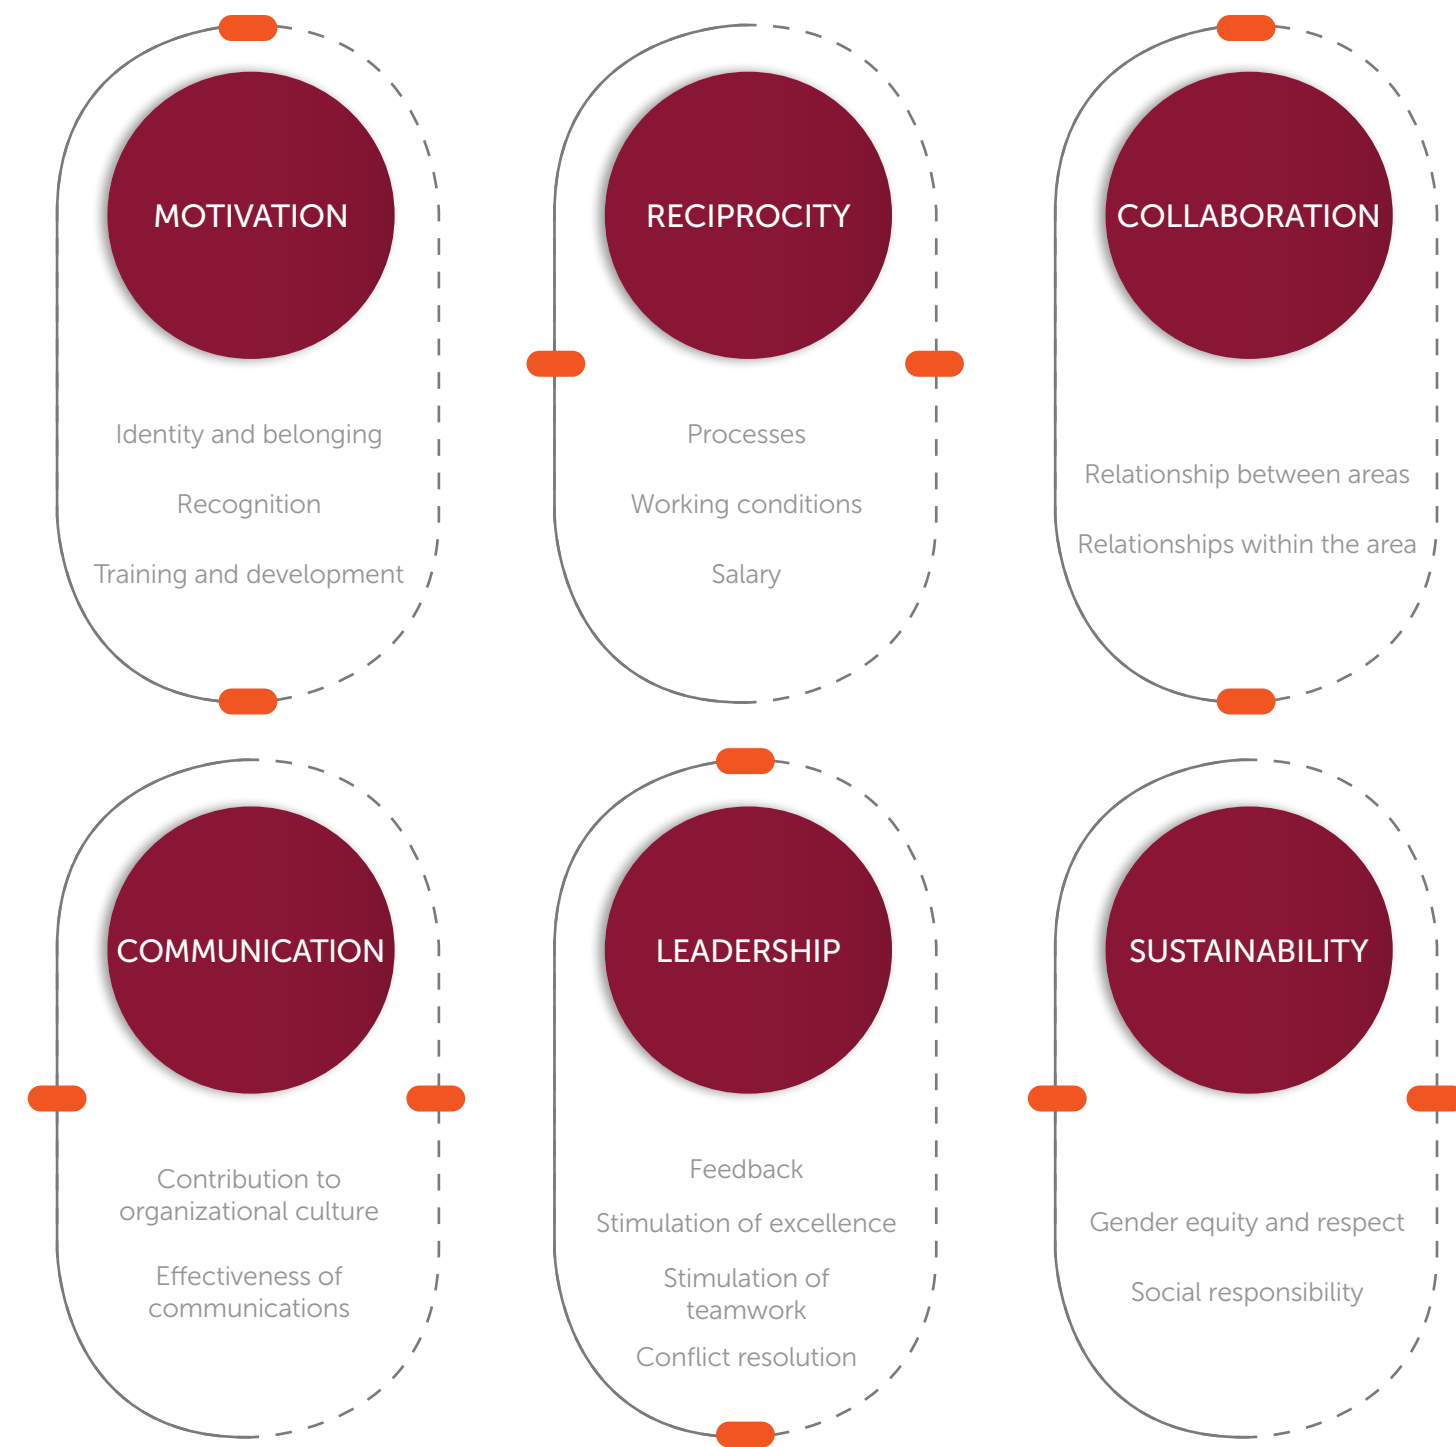 MOTIVATION
Identity and belonging
Recognition
Training and development
RECIPROCITY
Processes
Working conditions
Salary
COLLABORATION
Relationship between areas
Relationships within the area
COMMUNICATION
Contribution to
organizational culture
Effectiveness of
communications
LEADERSHIP
Feedback
Stimulation of excellence
Stimulation of
teamwork
Conflict resolution
SUSTAINABILITY
Gender equity and respect
Social responsibility